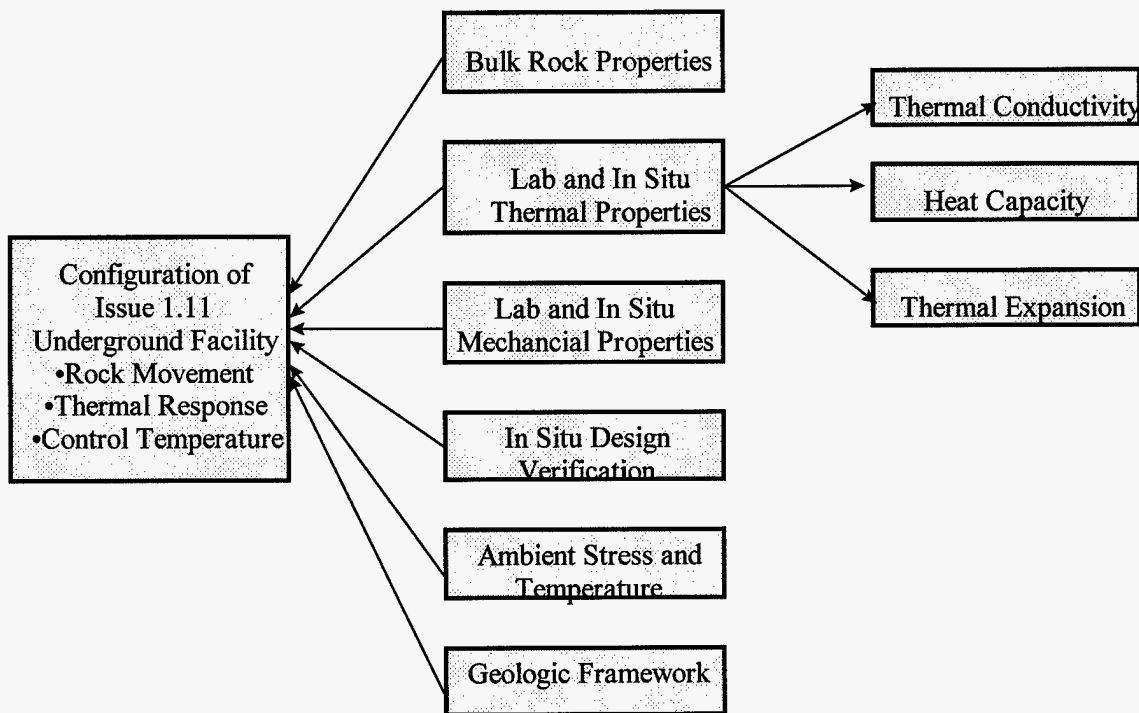 Bulk Rock Properties
Lab and In Situ
Thermal Properties
Lab and In Situ
Mechancial Properties
In Situ Design
Verification
Ambient Stress and
Temperature
Geologic Framework
Configuration of
Issue 1.11
Underground Facility
•Rock Movement
•Thermal Response
•Control Temperature
Thermal Conductivity
Heat Capacity
Thermal Expansion